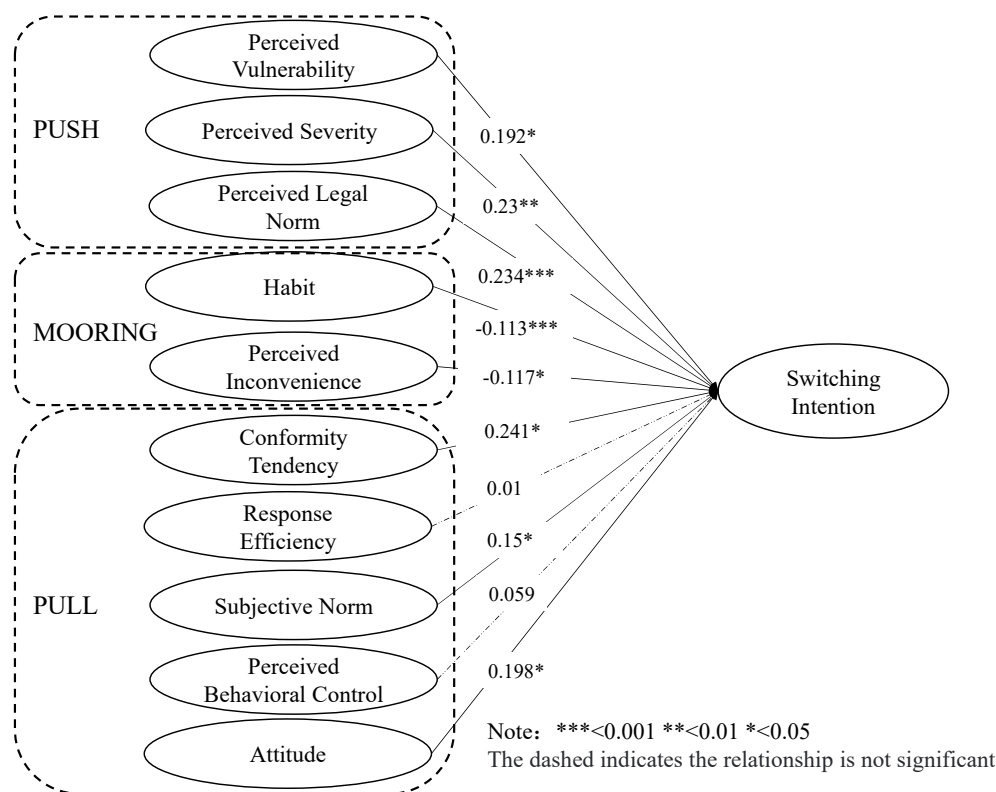 Perceived
Vulnerability
PUSH
Perceived Severity
Perceived Legal
Norm
MOORING
Habit
Perceived
Inconvenience
PULL
Conformity
Tendency
Response
Efficiency
Subjective Norm
Perceived
Behavioral Control
Attitude
0.192*
0.23**
0.234***
-0.113***
-0.117*
0.241*
0.01
0.15*
0.059
0.198*
Switching
Intention
Note：***<0.001 **<0.01 *<0.05
The dashed indicates the relationship is not significant